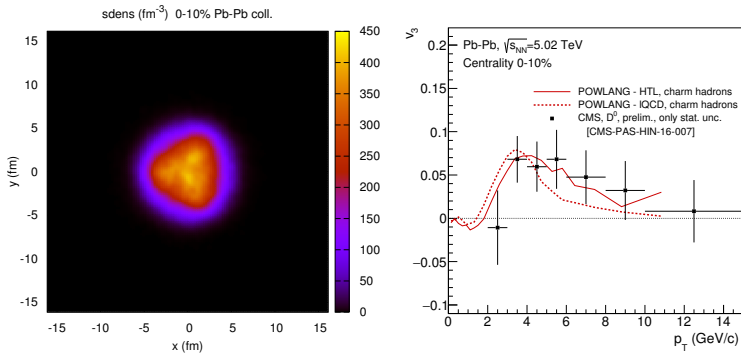 sdens (fm⁻³) 0-10% Pb-Pb coll.
15
10
5
0
-5
-10
-15
y (fm)
-15 -10 -5 0 5 10 15
x (fm)
450
400
350
300
250
200
150
100
50
0
v₃
0.2
0.15
0.1
0.05
0
−0.05
−0.1
Pb-Pb, √sNN=5.02 TeV
Centrality 0-10%
POWLANG - HTL, charm hadrons
POWLANG - lQCD, charm hadrons
CMS, D⁰, prelim., only stat. unc.
[CMS-PAS-HIN-16-007]
0 2 4 6 8 10 12 14
p_T (GeV/c)